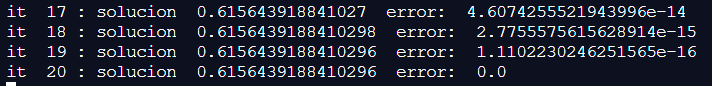 it  17 : solucion  0.615643918841027  error:  4.6074255521943996e-14
it  18 : solucion  0.6156439188410298  error:  2.7755575615628914e-15
it  19 : solucion  0.6156439188410296  error:  1.1102230246251565e-16
it  20 : solucion  0.6156439188410296  error:  0.0